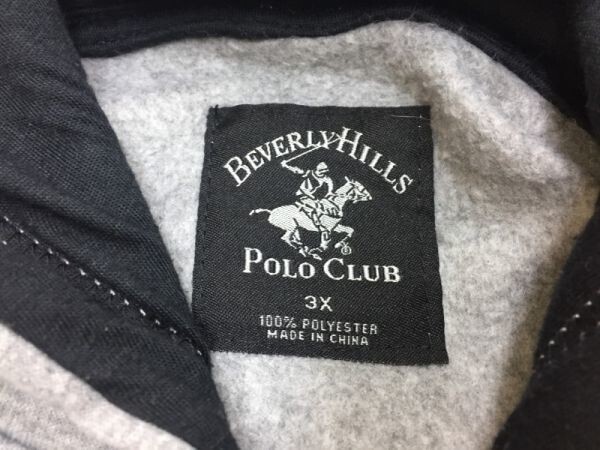 BEVERLY HILLS
POLO CLUB
3X
100% POLYESTER
MADE IN CHINA